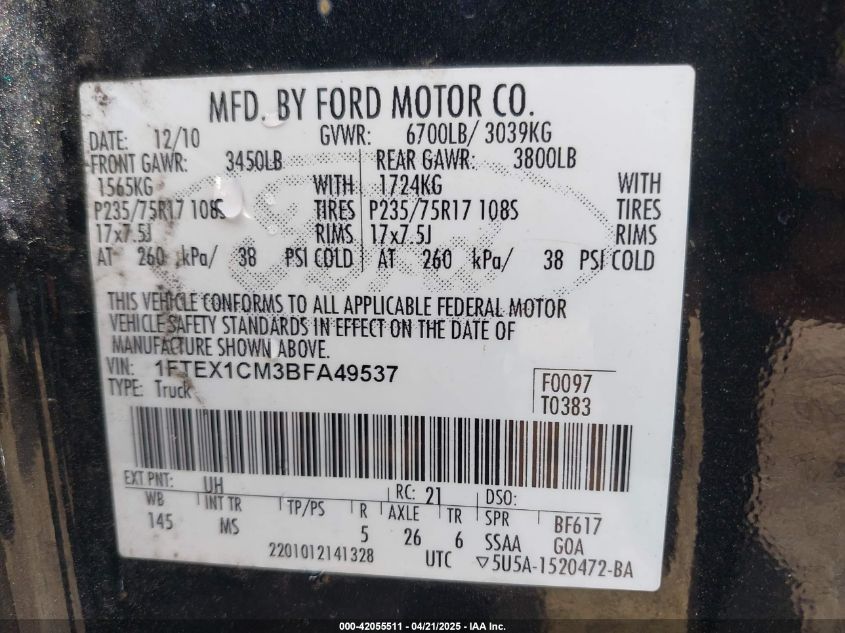 MFD. BY FORD MOTOR CO.
DATE: 12/10 GVWR: 6700LB/ 3039KG
FRONT GAWR: 3450LB REAR GAWR: 3800LB
1565KG WITH 1724KG WITH
P235/75R17 108S TIRES P235/75R17 108S TIRES
17x7.5J RIMS 17x7.5J RIMS
AT 260 kPa/ 38 PSI COLD AT 260 kPa/ 38 PSI COLD
THIS VEHICLE CONFORMS TO ALL APPLICABLE FEDERAL MOTOR
VEHICLE SAFETY STANDARDS IN EFFECT ON THE DATE OF
MANUFACTURE SHOWN ABOVE.
VIN: 1FTEX1CM3BFA49537
TYPE: Truck
F0097
T0383
EXT PNT: UH RC: 21 DSO:
WB INT TR TP/PS R AXLE TR SPR BF617
145 MS 5 26 6 SSAA GOA
2201012141328 UTC ▽5U5A-1520472-BA
000-42055511 - 04/21/2025 - IAA Inc.